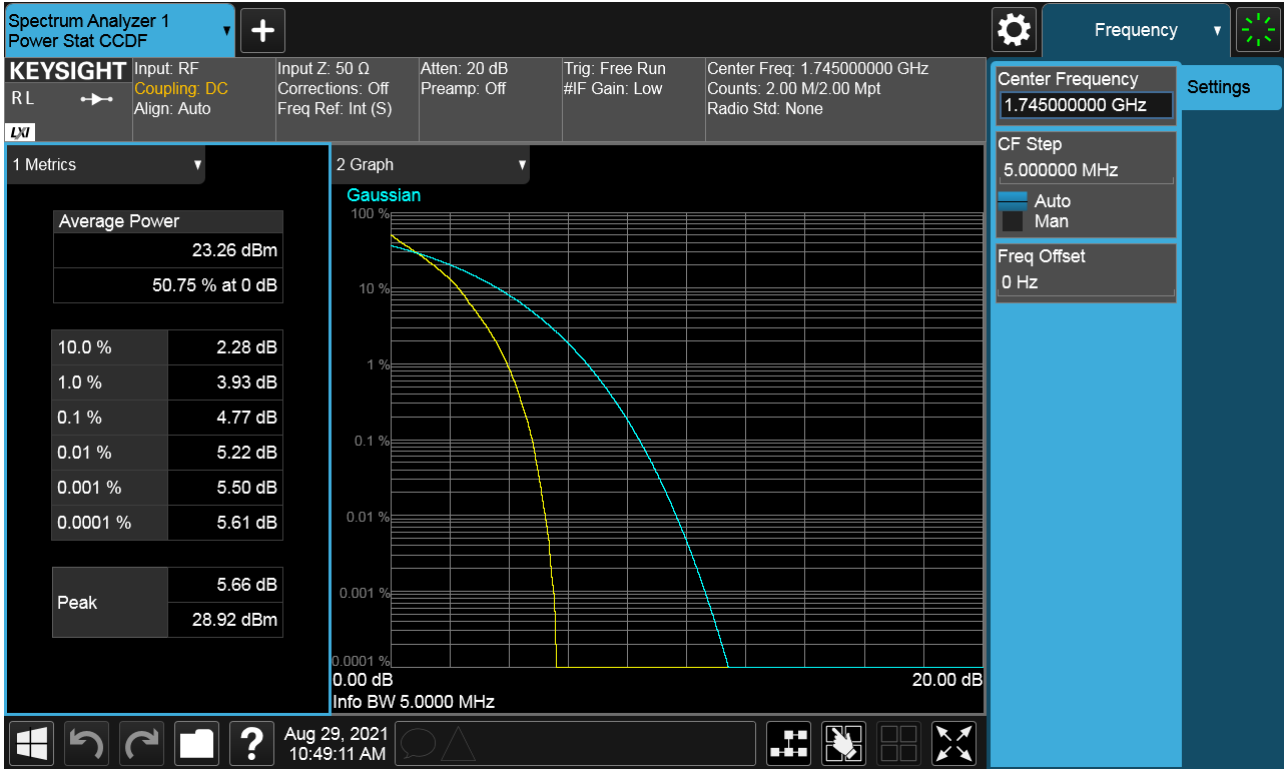 Spectrum Analyzer 1
Power Stat CCDF
+
Frequency
KEYSIGHT
R L
LXI
Input: RF
Coupling: DC
Align: Auto
Input Z: 50 Ω
Corrections: Off
Freq Ref: Int (S)
Atten: 20 dB
Preamp: Off
Trig: Free Run
#IF Gain: Low
Center Freq: 1.745000000 GHz
Counts: 2.00 M/2.00 Mpt
Radio Std: None
Center Frequency
1.745000000 GHz
Settings
CF Step
5.000000 MHz
Auto
Man
Freq Offset
0 Hz
1 Metrics
Average Power
23.26 dBm
50.75 % at 0 dB
10.0 % 2.28 dB
1.0 % 3.93 dB
0.1 % 4.77 dB
0.01 % 5.22 dB
0.001 % 5.50 dB
0.0001 % 5.61 dB
Peak
5.66 dB
28.92 dBm
2 Graph
Gaussian
100 %
10 %
1 %
0.1 %
0.01 %
0.001 %
0.0001 %
0.00 dB 20.00 dB
Info BW 5.0000 MHz
?
Aug 29, 2021
10:49:11 AM